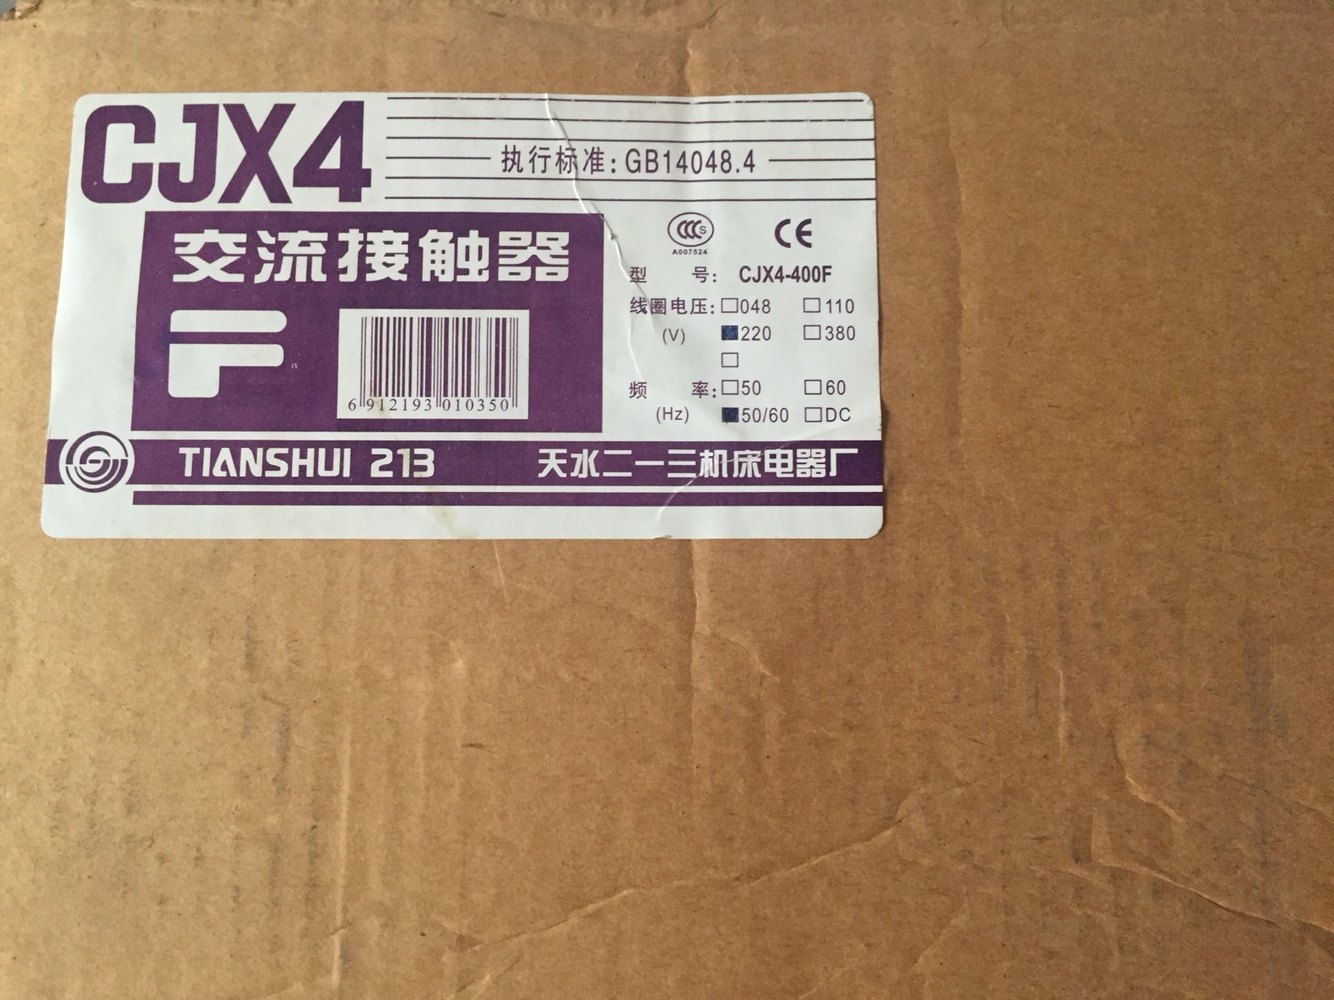 CJX4
执行标准:GB14048.4
交流接触器
F
6 912193 010350
CCC S
A007524
CE
型 号: CJX4-400F
线圈电压: □048 □110
(V) ■220 □380
□
频 率: □50 □60
(Hz) ■50/60 □DC
TIANSHUI 213 天水二一三机床电器厂